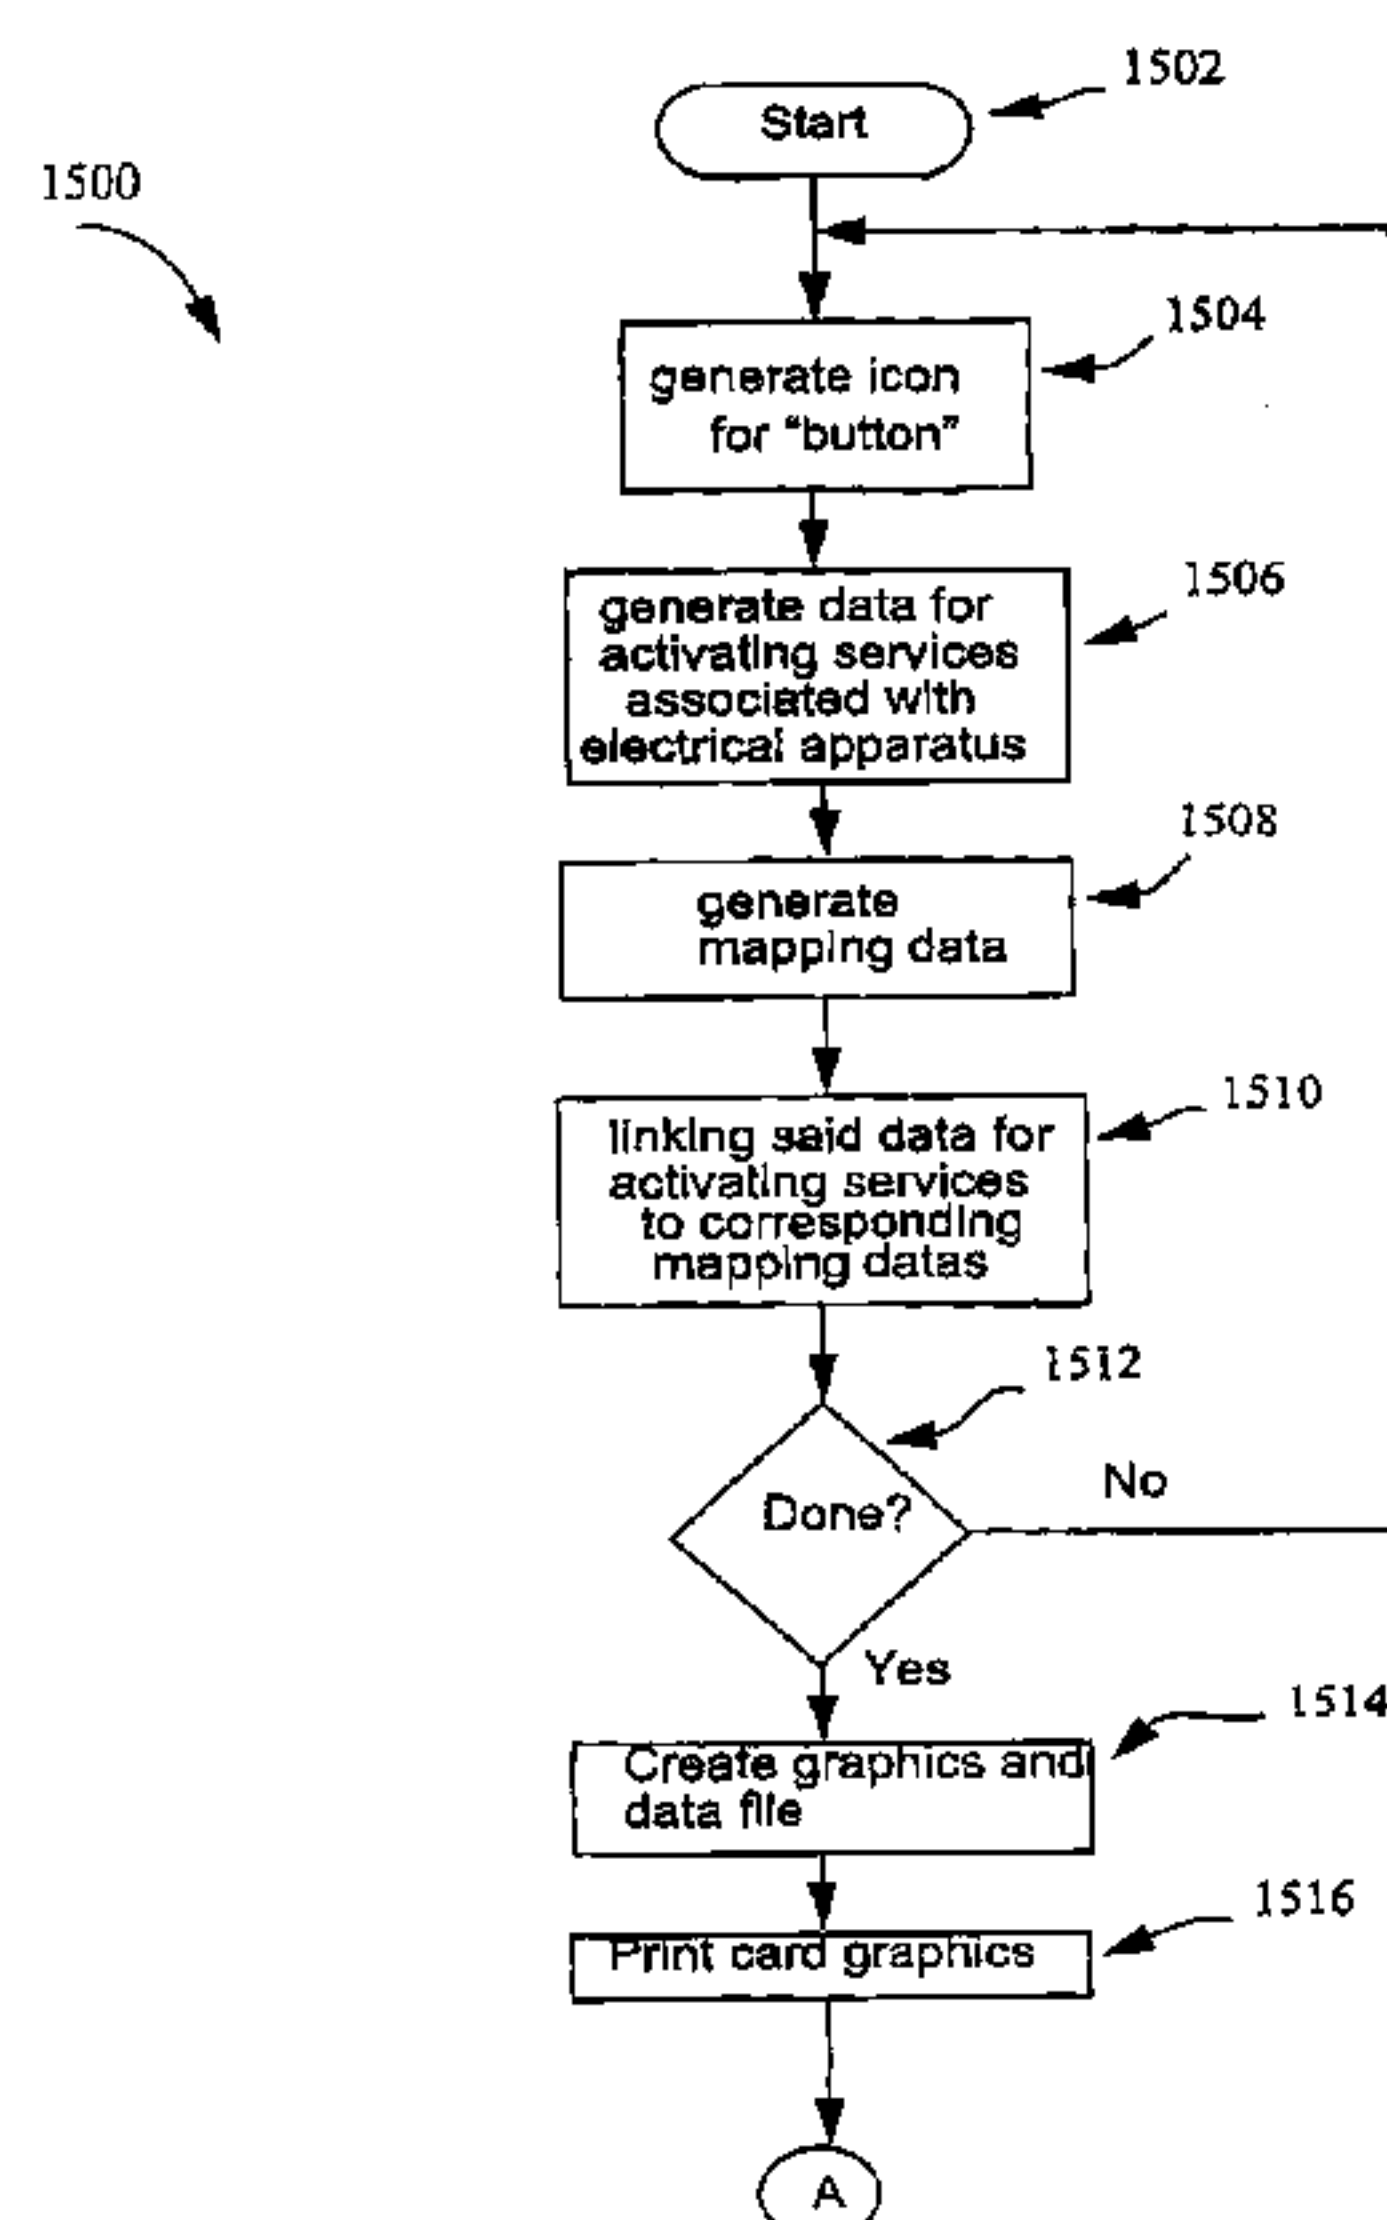 1502
Start
1500
1504
generate icon
for “button”
1506
generate data for
activating services
associated with
electrical apparatus
1508
generate
mapping data
1510
linking said data for
activating services
to corresponding
mapping datas
1512
Done?
No
Yes
1514
Create graphics and
data file
1516
Print card graphics
A